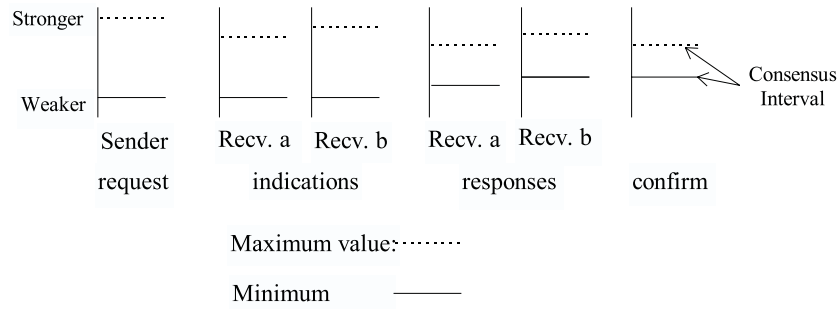 Stronger
Weaker
Sender
Recv. a
Recv. b
Recv. a
Recv. b
Consensus
Interval
request
indications
responses
confirm
Maximum value:
Minimum